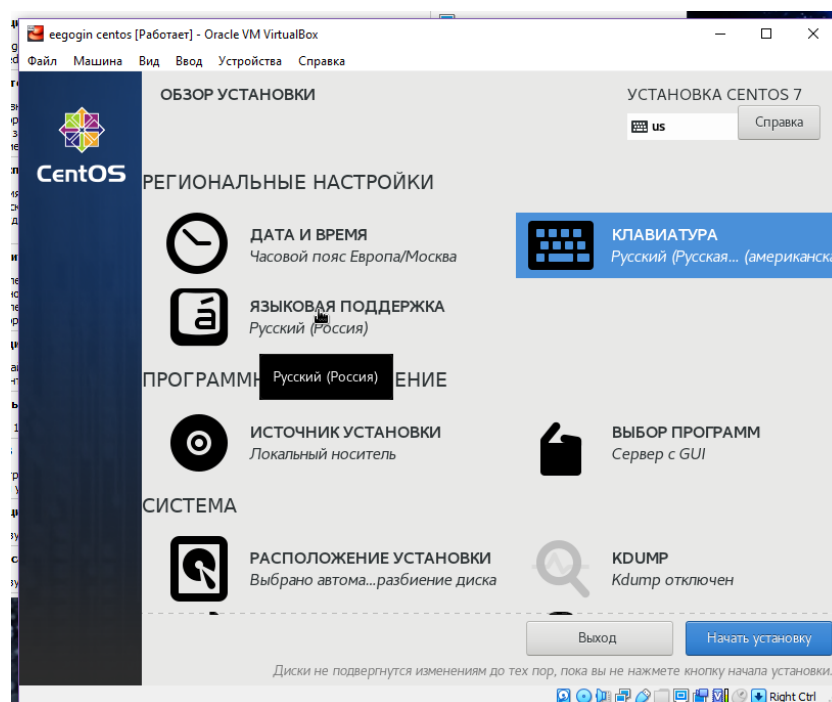 eegogin centos [Работает] - Oracle VM VirtualBox
Файл Машина Вид Ввод Устройства Справка
ОБЗОР УСТАНОВКИ
УСТАНОВКА CENTOS 7
us
Справка
CentOS
РЕГИОНАЛЬНЫЕ НАСТРОЙКИ
ДАТА И ВРЕМЯ
Часовой пояс Европа/Москва
КЛАВИАТУРА
Русский (Русская... (американска
ЯЗЫКОВАЯ ПОДДЕРЖКА
Русский (Россия)
Русский (Россия)
ПРОГРАММН ЕНИЕ
ИСТОЧНИК УСТАНОВКИ
Локальный носитель
ВЫБОР ПРОГРАММ
Сервер с GUI
СИСТЕМА
РАСПОЛОЖЕНИЕ УСТАНОВКИ
Выбрано автома...разбиение диска
KDUMP
Kdump отключен
Выход
Начать установку
Диски не подвергнутся изменениям до тех пор, пока вы не нажмете кнопку начала установки.
Right Ctrl